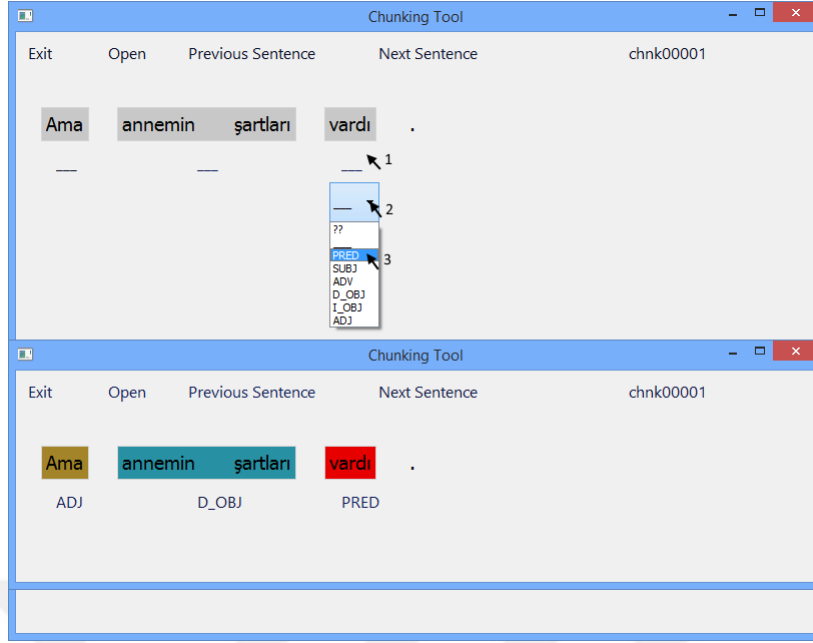 Chunking Tool
Exit Open Previous Sentence Next Sentence chnk00001
Ama annemin şartları vardı .
___ ___ ___ 1
___ 2
??
___
PRED 3
SUBJ
ADV
D_OBJ
I_OBJ
ADJ
Chunking Tool
Exit Open Previous Sentence Next Sentence chnk00001
Ama annemin şartları vardı .
ADJ D_OBJ PRED